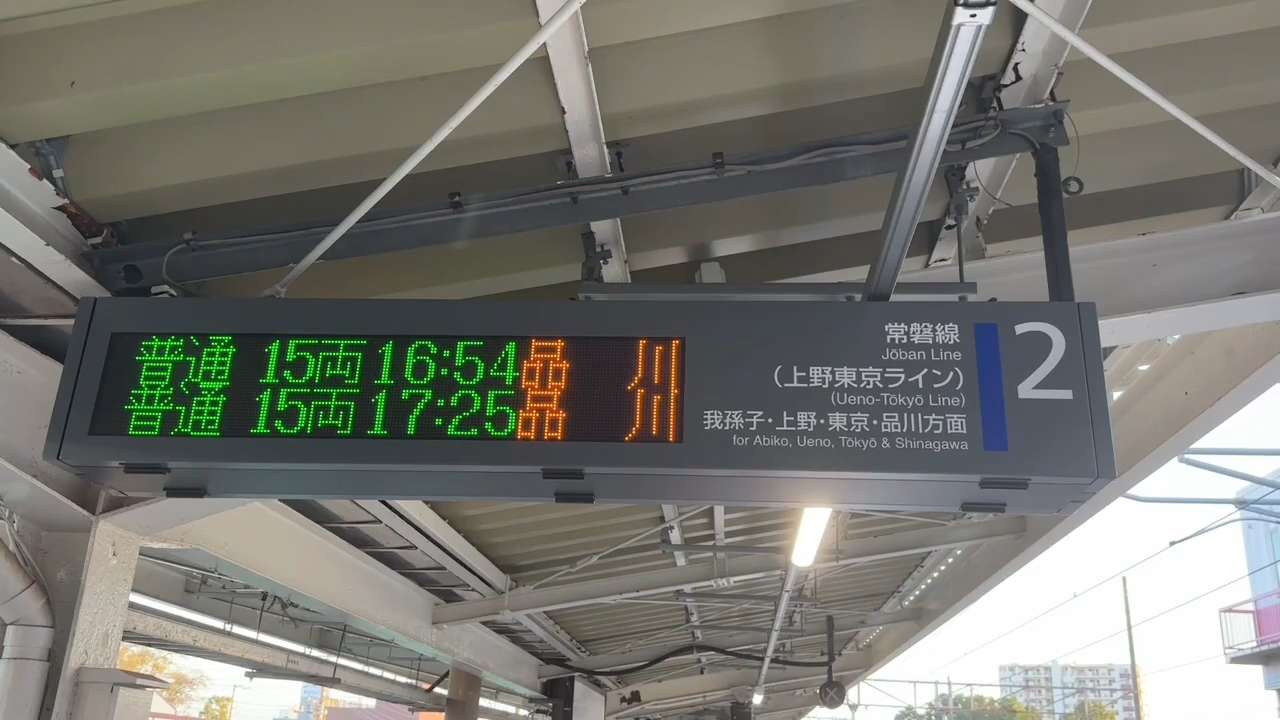 普通 15両 16:54 品川
普通 15両 17:25 品川
常磐線
Jōban Line
（上野東京ライン）
(Ueno-Tōkyō Line)
我孫子・上野・東京・品川方面
for Abiko, Ueno, Tōkyō & Shinagawa
2